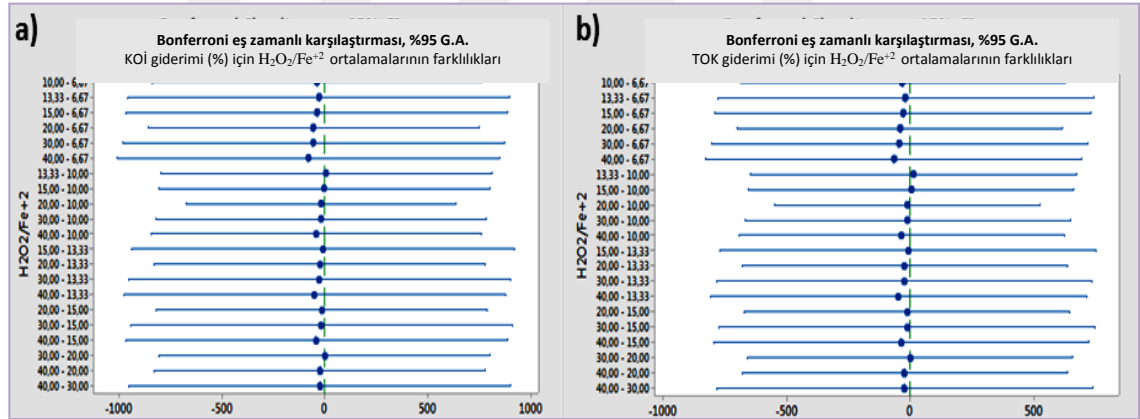 a)
Bonferroni eş zamanlı karşılaştırması, %95 G.A.
KOİ giderimi (%) için H₂O₂/Fe⁺² ortalamalarının farklılıkları
H2O2/Fe+2
10,00 - 6,67
13,33 - 6,67
15,00 - 6,67
20,00 - 6,67
30,00 - 6,67
40,00 - 6,67
13,33 - 10,00
15,00 - 10,00
20,00 - 10,00
30,00 - 10,00
40,00 - 10,00
15,00 - 13,33
20,00 - 13,33
30,00 - 13,33
40,00 - 13,33
20,00 - 15,00
30,00 - 15,00
40,00 - 15,00
30,00 - 20,00
40,00 - 20,00
40,00 - 30,00
-1000 -500 0 500 1000
b)
Bonferroni eş zamanlı karşılaştırması, %95 G.A.
TOK giderimi (%) için H₂O₂/Fe⁺² ortalamalarının farklılıkları
H2O2/Fe+2
10,00 - 6,67
13,33 - 6,67
15,00 - 6,67
20,00 - 6,67
30,00 - 6,67
40,00 - 6,67
13,33 - 10,00
15,00 - 10,00
20,00 - 10,00
30,00 - 10,00
40,00 - 10,00
15,00 - 13,33
20,00 - 13,33
30,00 - 13,33
40,00 - 13,33
20,00 - 15,00
30,00 - 15,00
40,00 - 15,00
30,00 - 20,00
40,00 - 20,00
40,00 - 30,00
-1000 -500 0 500